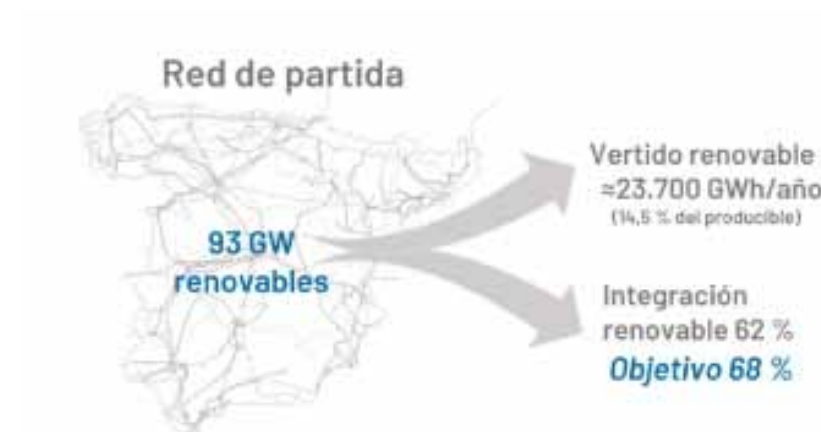 Red de partida
93 GW
renovables
Vertido renovable
≈23.700 GWh/año
(14,5 % del producible)
Integración
renovable 62 %
Objetivo 68 %